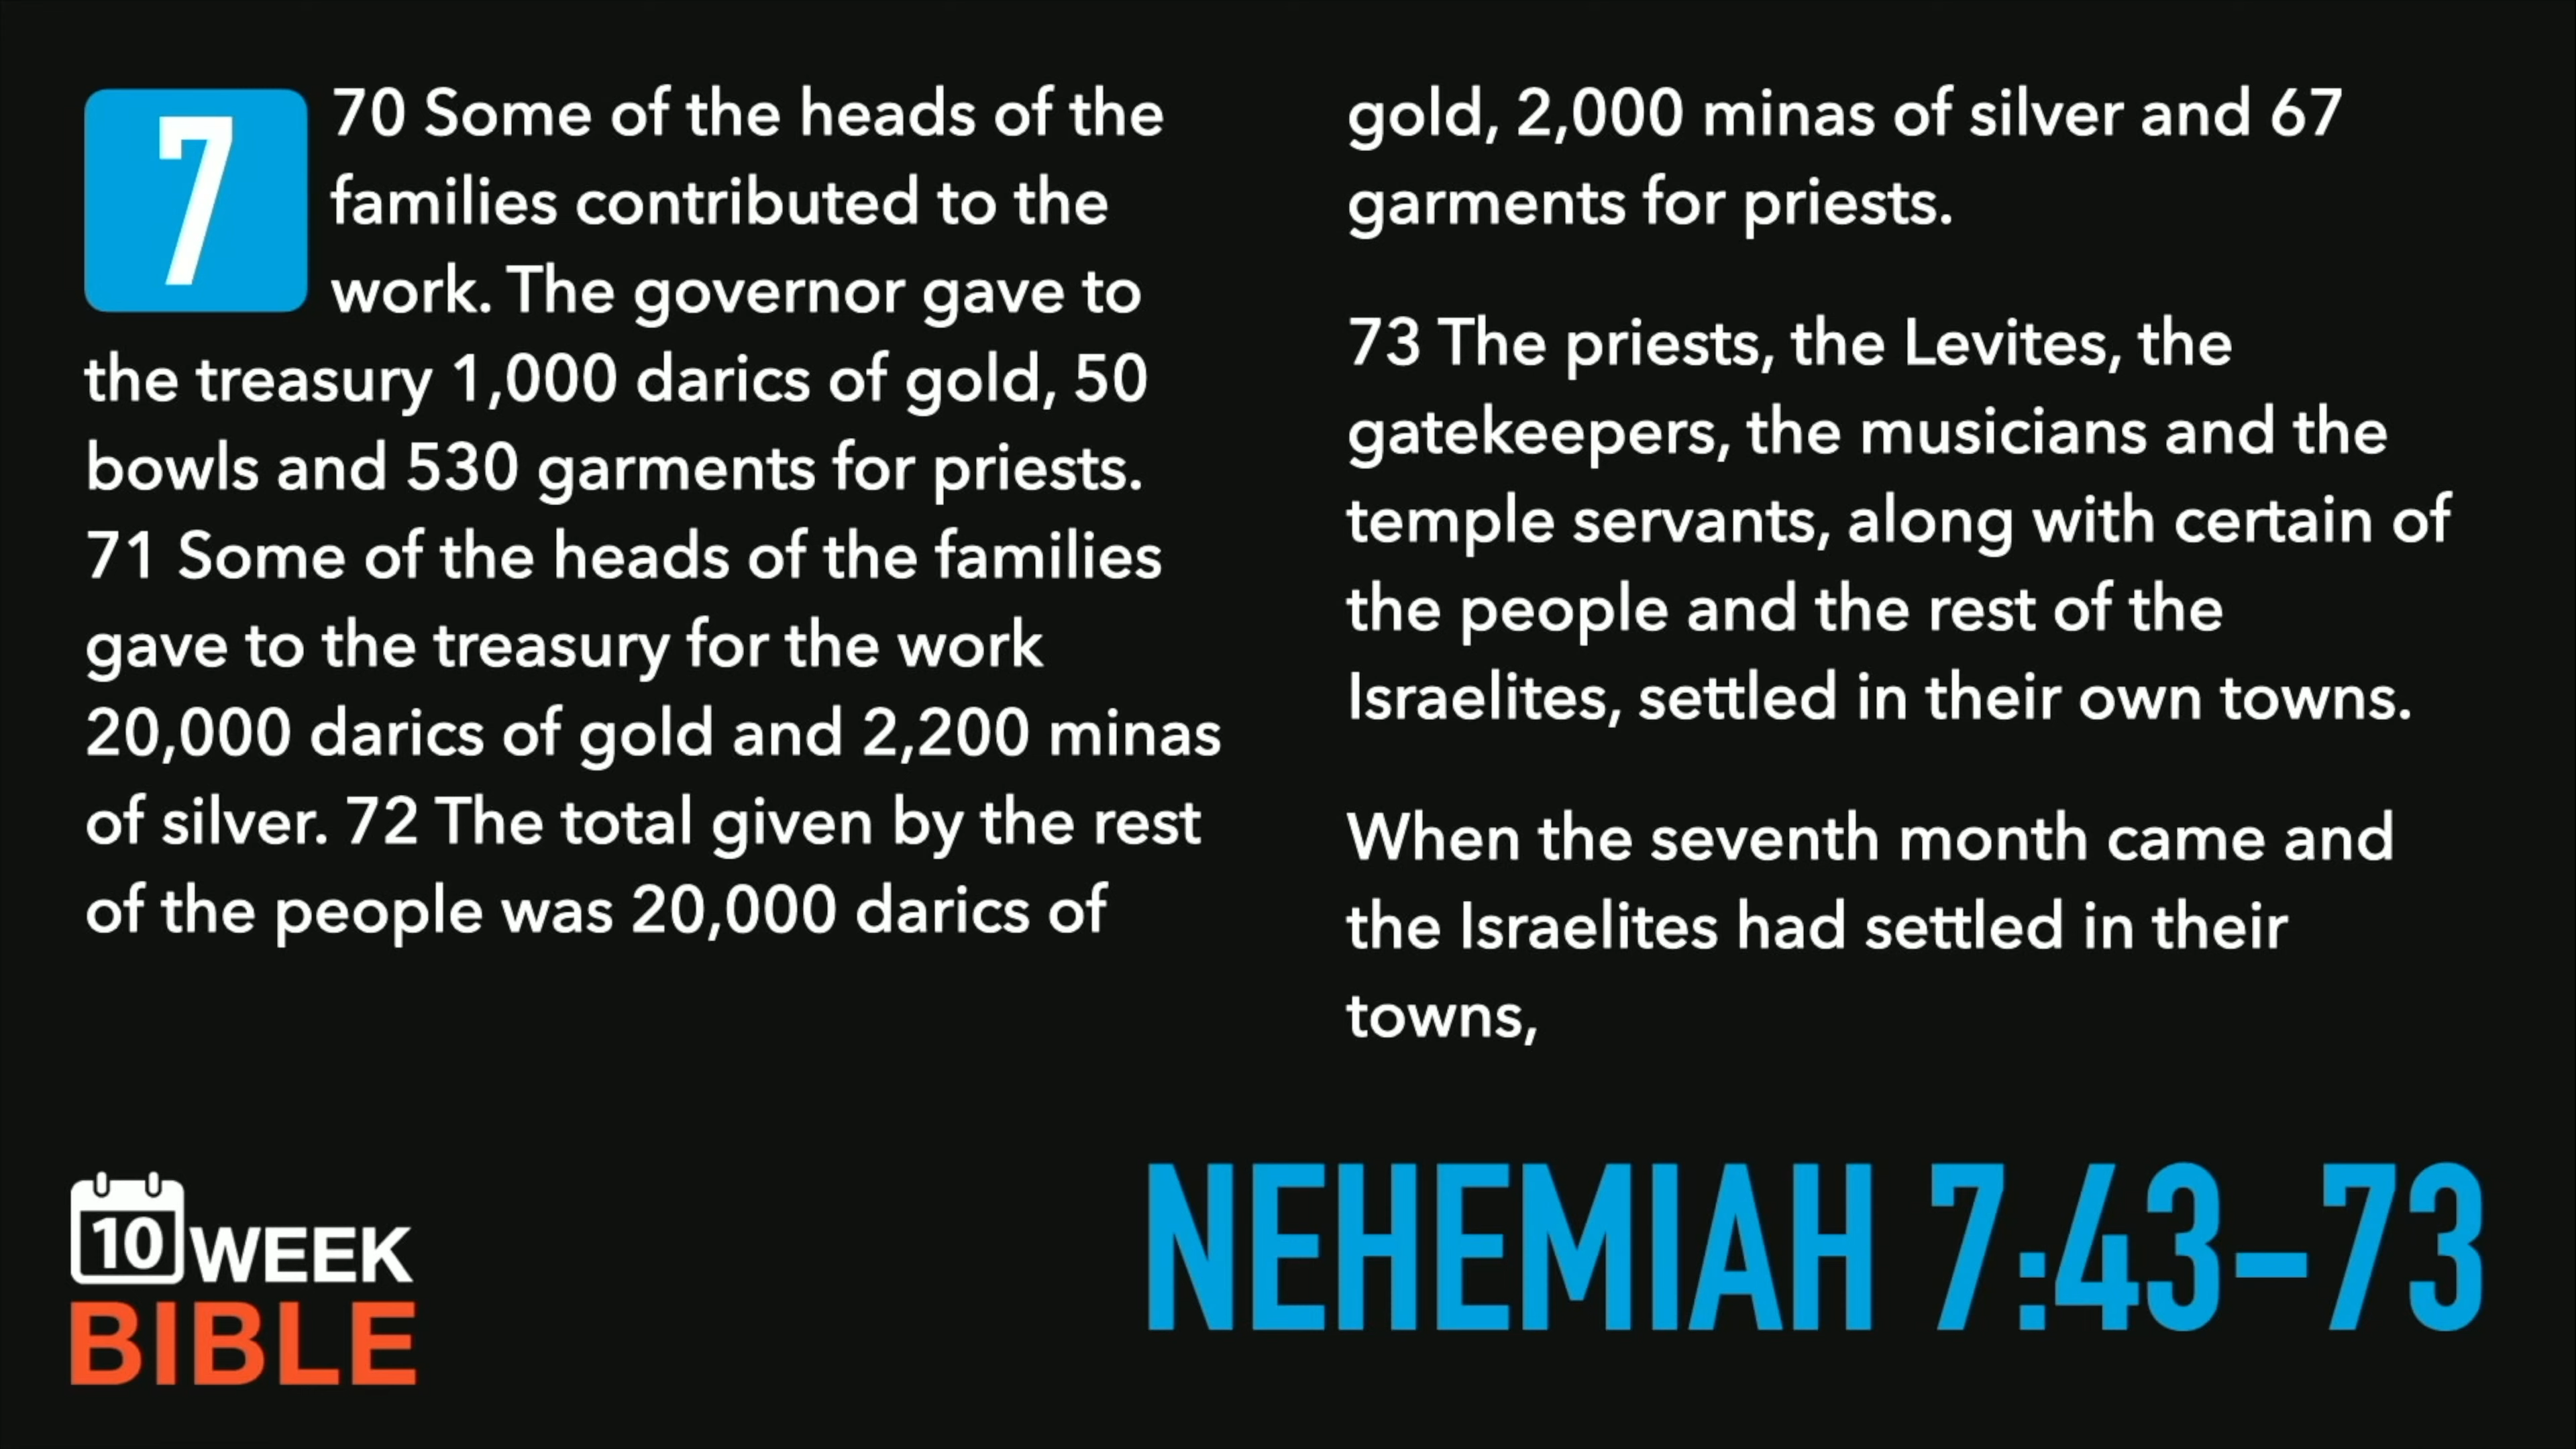 7
70 Some of the heads of the
families contributed to the
work. The governor gave to
the treasury 1,000 darics of gold, 50
bowls and 530 garments for priests.
71 Some of the heads of the families
gave to the treasury for the work
20,000 darics of gold and 2,200 minas
of silver. 72 The total given by the rest
of the people was 20,000 darics of
gold, 2,000 minas of silver and 67
garments for priests.
73 The priests, the Levites, the
gatekeepers, the musicians and the
temple servants, along with certain of
the people and the rest of the
Israelites, settled in their own towns.
When the seventh month came and
the Israelites had settled in their
towns,
10 WEEK
BIBLE
NEHEMIAH 7:43–73